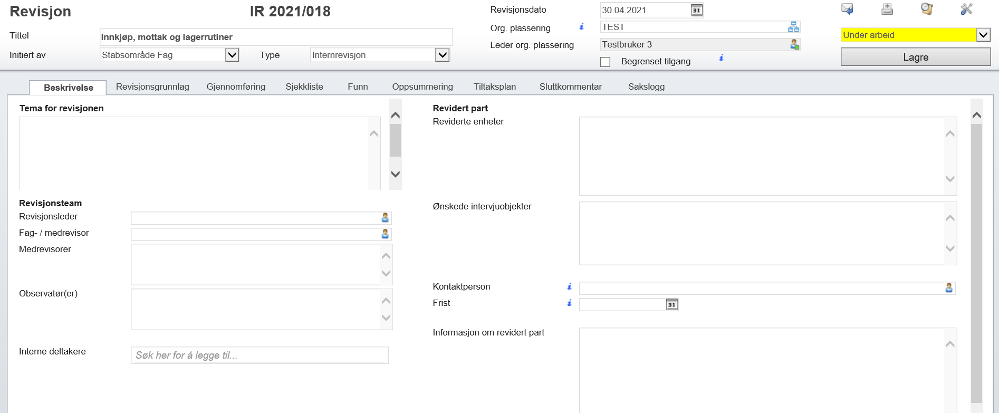 Revisjon
IR 2021/018
Revisjonsdato
30.04.2021
31
Org. plassering
TEST
Tittel
Innkjøp, mottak og lagerrutiner
Under arbeid
Leder org. plassering
Testbruker 3
Initiert av
Stabsområde Fag
Type
Internrevisjon
Begrenset tilgang
Lagre
Beskrivelse
Revisjonsgrunnlag
Gjennomføring
Sjekkliste
Funn
Oppsummering
Tiltaksplan
Sluttkommentar
Sakslogg
Tema for revisjonen
Revisjonsteam
Revisjonsleder
Fag- / medrevisor
Medrevisorer
Observatør(er)
Interne deltakere
Søk her for å legge til...
Revidert part
Reviderte enheter
Ønskede intervjuobjekter
Kontaktperson
Frist
31
Informasjon om revidert part